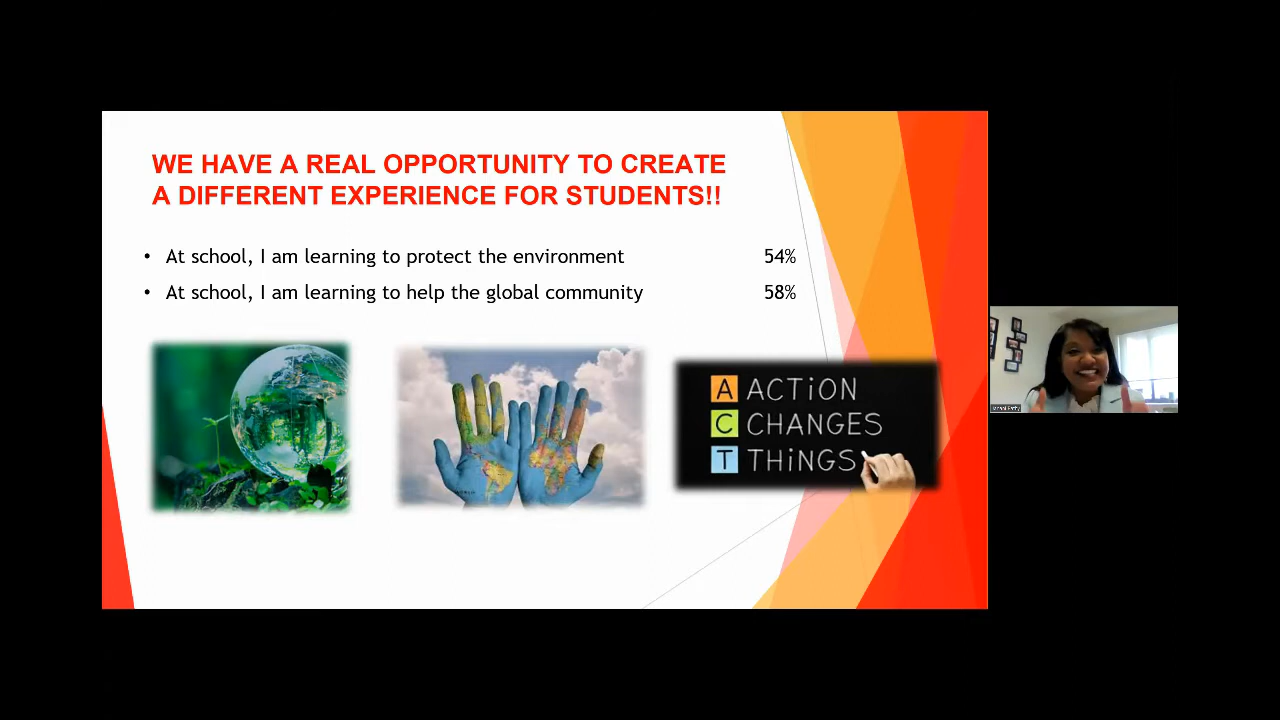 WE HAVE A REAL OPPORTUNITY TO CREATE
A DIFFERENT EXPERIENCE FOR STUDENTS!!
• At school, I am learning to protect the environment 54%
• At school, I am learning to help the global community 58%
A ACTiON
C CHANGES
T THiNGS